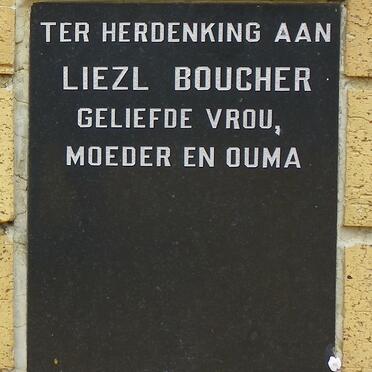 TER HERDENKING AAN
LIEZL BOUCHER
GELIEFDE VROU,
MOEDER EN OUMA